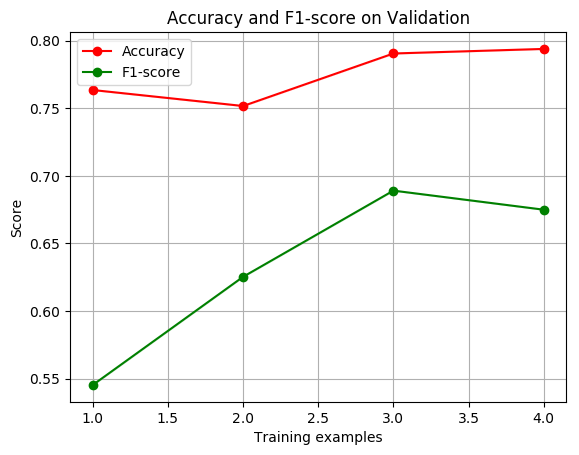 Accuracy and F1-score on Validation
Accuracy
F1-score
0.80
0.75
0.70
0.65
0.60
0.55
Score
1.0 1.5 2.0 2.5 3.0 3.5 4.0
Training examples